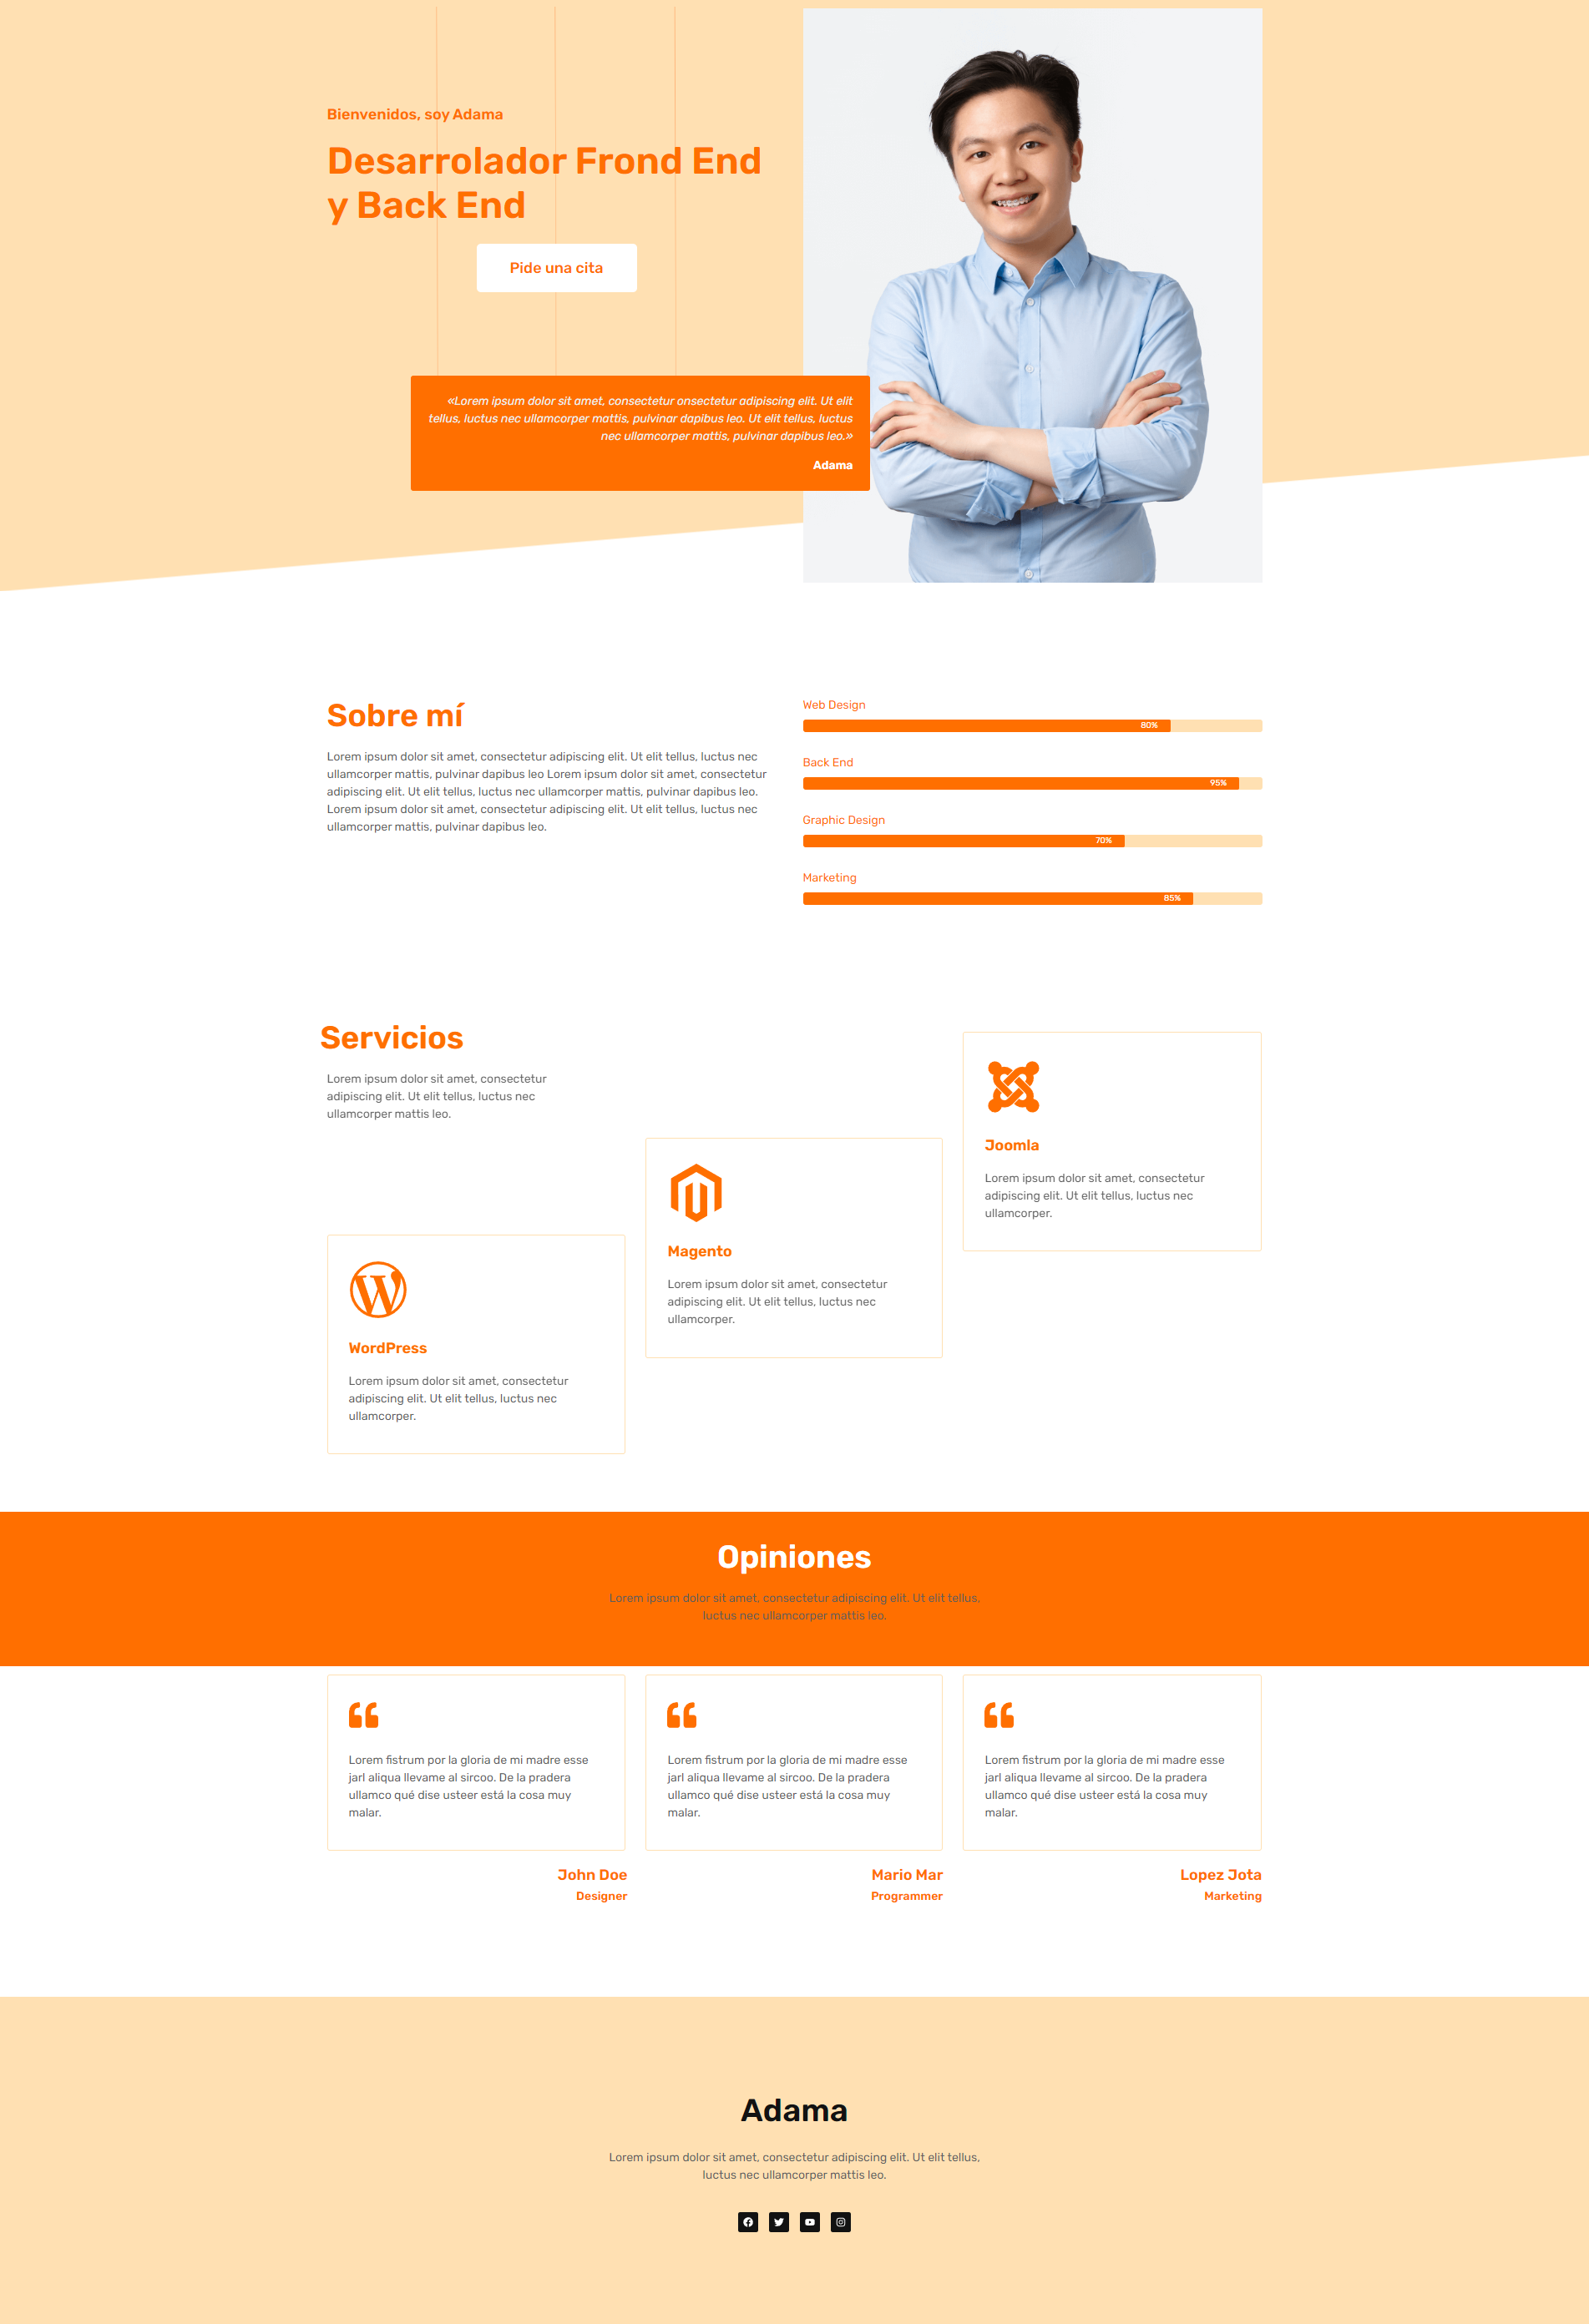 Bienvenidos, soy Adama
Desarrolador Frond End
y Back End
Pide una cita
«Lorem ipsum dolor sit amet, consectetur onsectetur adipiscing elit. Ut elit
tellus, luctus nec ullamcorper mattis, pulvinar dapibus leo. Ut elit tellus, luctus
nec ullamcorper mattis, pulvinar dapibus leo.»
Adama
Sobre mí
Lorem ipsum dolor sit amet, consectetur adipiscing elit. Ut elit tellus, luctus nec
ullamcorper mattis, pulvinar dapibus leo Lorem ipsum dolor sit amet, consectetur
adipiscing elit. Ut elit tellus, luctus nec ullamcorper mattis, pulvinar dapibus leo.
Lorem ipsum dolor sit amet, consectetur adipiscing elit. Ut elit tellus, luctus nec
ullamcorper mattis, pulvinar dapibus leo.
Web Design
80%
Back End
95%
Graphic Design
70%
Marketing
85%
Servicios
Lorem ipsum dolor sit amet, consectetur
adipiscing elit. Ut elit tellus, luctus nec
ullamcorper mattis leo.
WordPress
Lorem ipsum dolor sit amet, consectetur
adipiscing elit. Ut elit tellus, luctus nec
ullamcorper.
Magento
Lorem ipsum dolor sit amet, consectetur
adipiscing elit. Ut elit tellus, luctus nec
ullamcorper.
Joomla
Lorem ipsum dolor sit amet, consectetur
adipiscing elit. Ut elit tellus, luctus nec
ullamcorper.
Opiniones
Lorem ipsum dolor sit amet, consectetur adipiscing elit. Ut elit tellus,
luctus nec ullamcorper mattis leo.
Lorem fistrum por la gloria de mi madre esse
jarl aliqua llevame al sircoo. De la pradera
ullamco qué dise usteer está la cosa muy
malar.
John Doe
Designer
Lorem fistrum por la gloria de mi madre esse
jarl aliqua llevame al sircoo. De la pradera
ullamco qué dise usteer está la cosa muy
malar.
Mario Mar
Programmer
Lorem fistrum por la gloria de mi madre esse
jarl aliqua llevame al sircoo. De la pradera
ullamco qué dise usteer está la cosa muy
malar.
Lopez Jota
Marketing
Adama
Lorem ipsum dolor sit amet, consectetur adipiscing elit. Ut elit tellus,
luctus nec ullamcorper mattis leo.